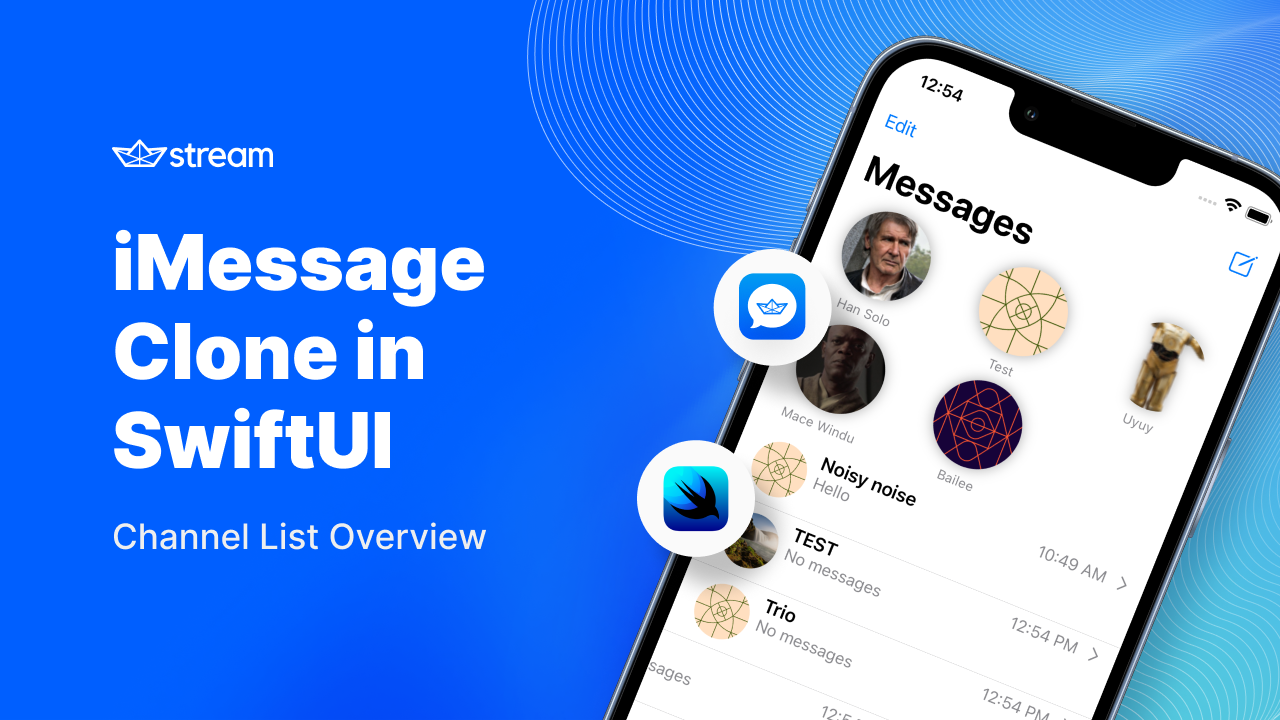 stream
iMessage
Clone in
SwiftUI
Channel List Overview
12:54
Edit
Messages
Han Solo
Test
Uyuy
Mace Windu
Bailee
Noisy noise
Hello
10:49 AM
TEST
No messages
12:54 PM
Trio
No messages
12:54 PM
sages